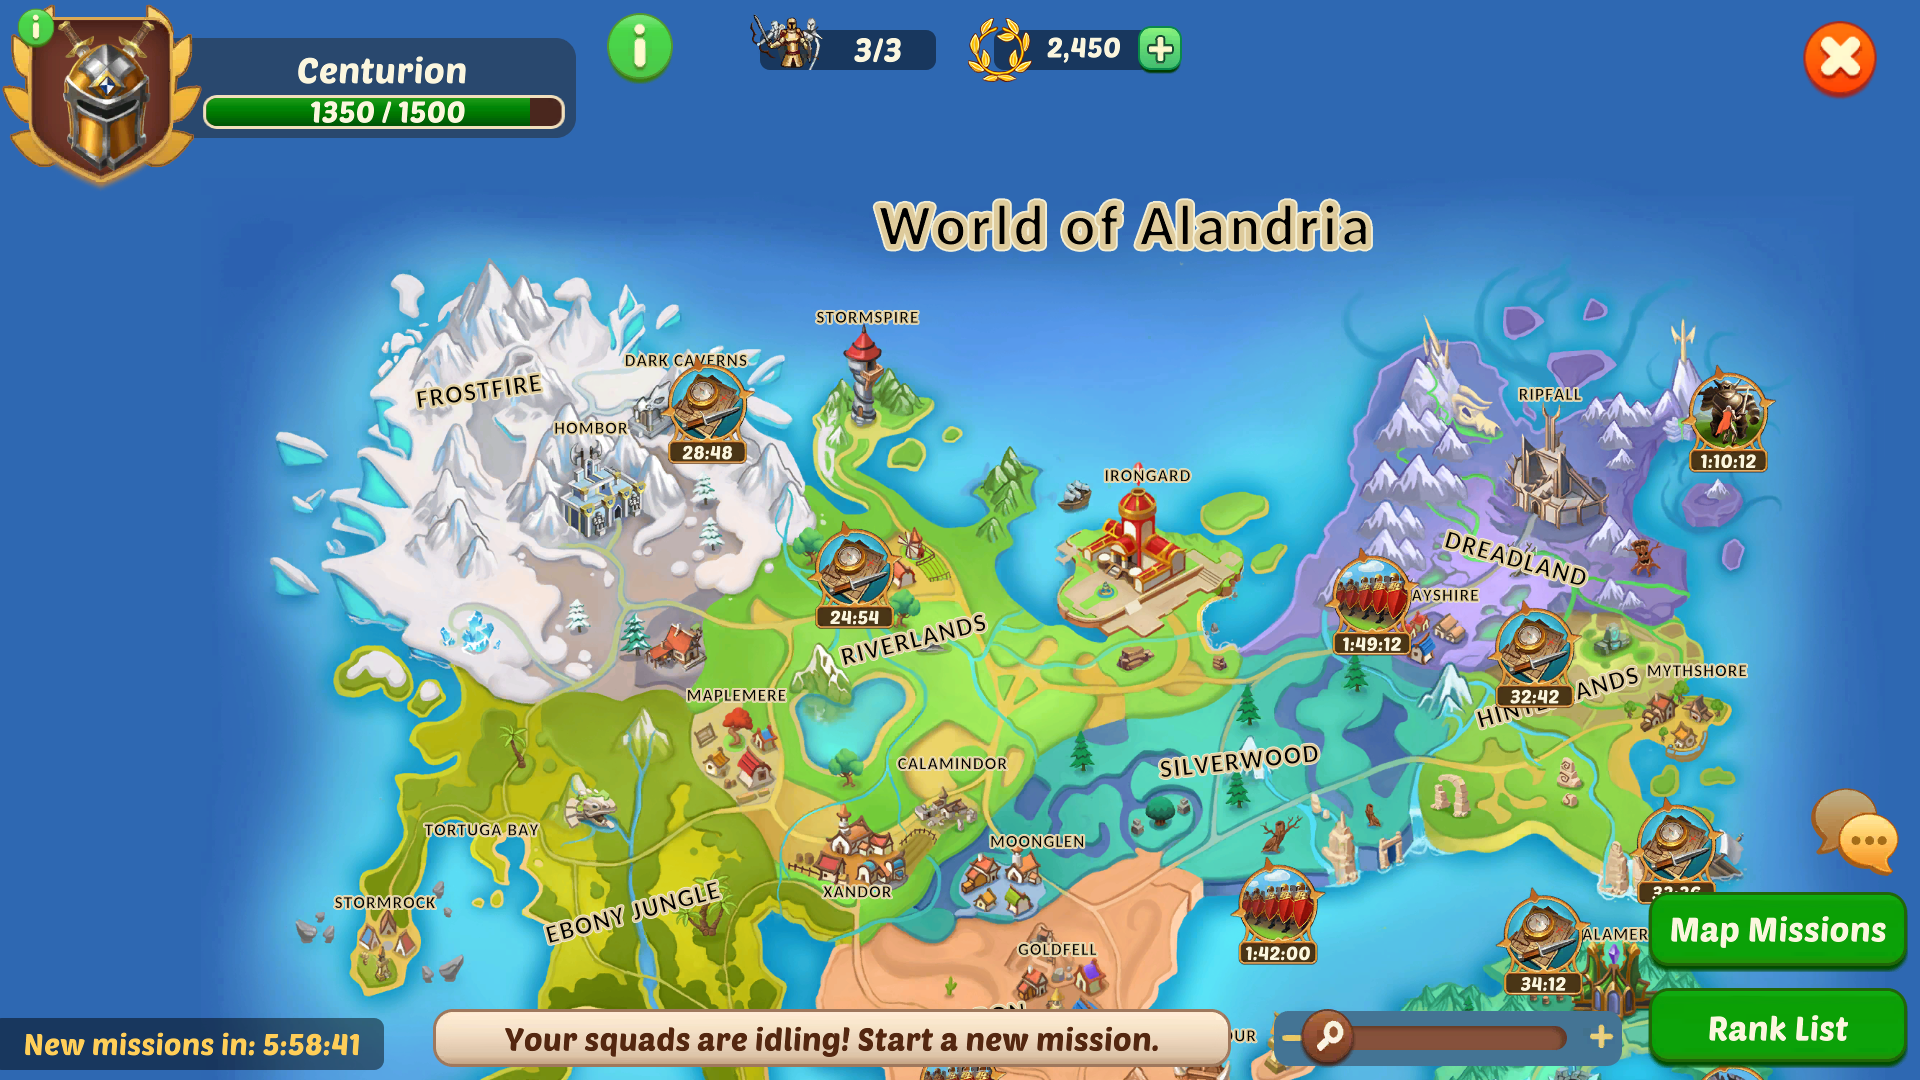 Centurion
1350 / 1500
3/3
2,450
World of Alandria
STORMSPIRE
DARK CAVERNS
FROSTFIRE
RIPFALL
HOMBOR
28:48
1:10:12
IRONGARD
DREADLAND
AYSHIRE
24:54
RIVERLANDS
1:49:12
MYTHSHORE
32:42
MAPLEMERE
SILVERWOOD
CALAMINDOR
TORTUGA BAY
MOONGLEN
XANDOR
STORMROCK
EBONY JUNGLE
Map Missions
GOLDFELL
1:42:00
34:12
New missions in: 5:58:41
Your squads are idling! Start a new mission.
Rank List